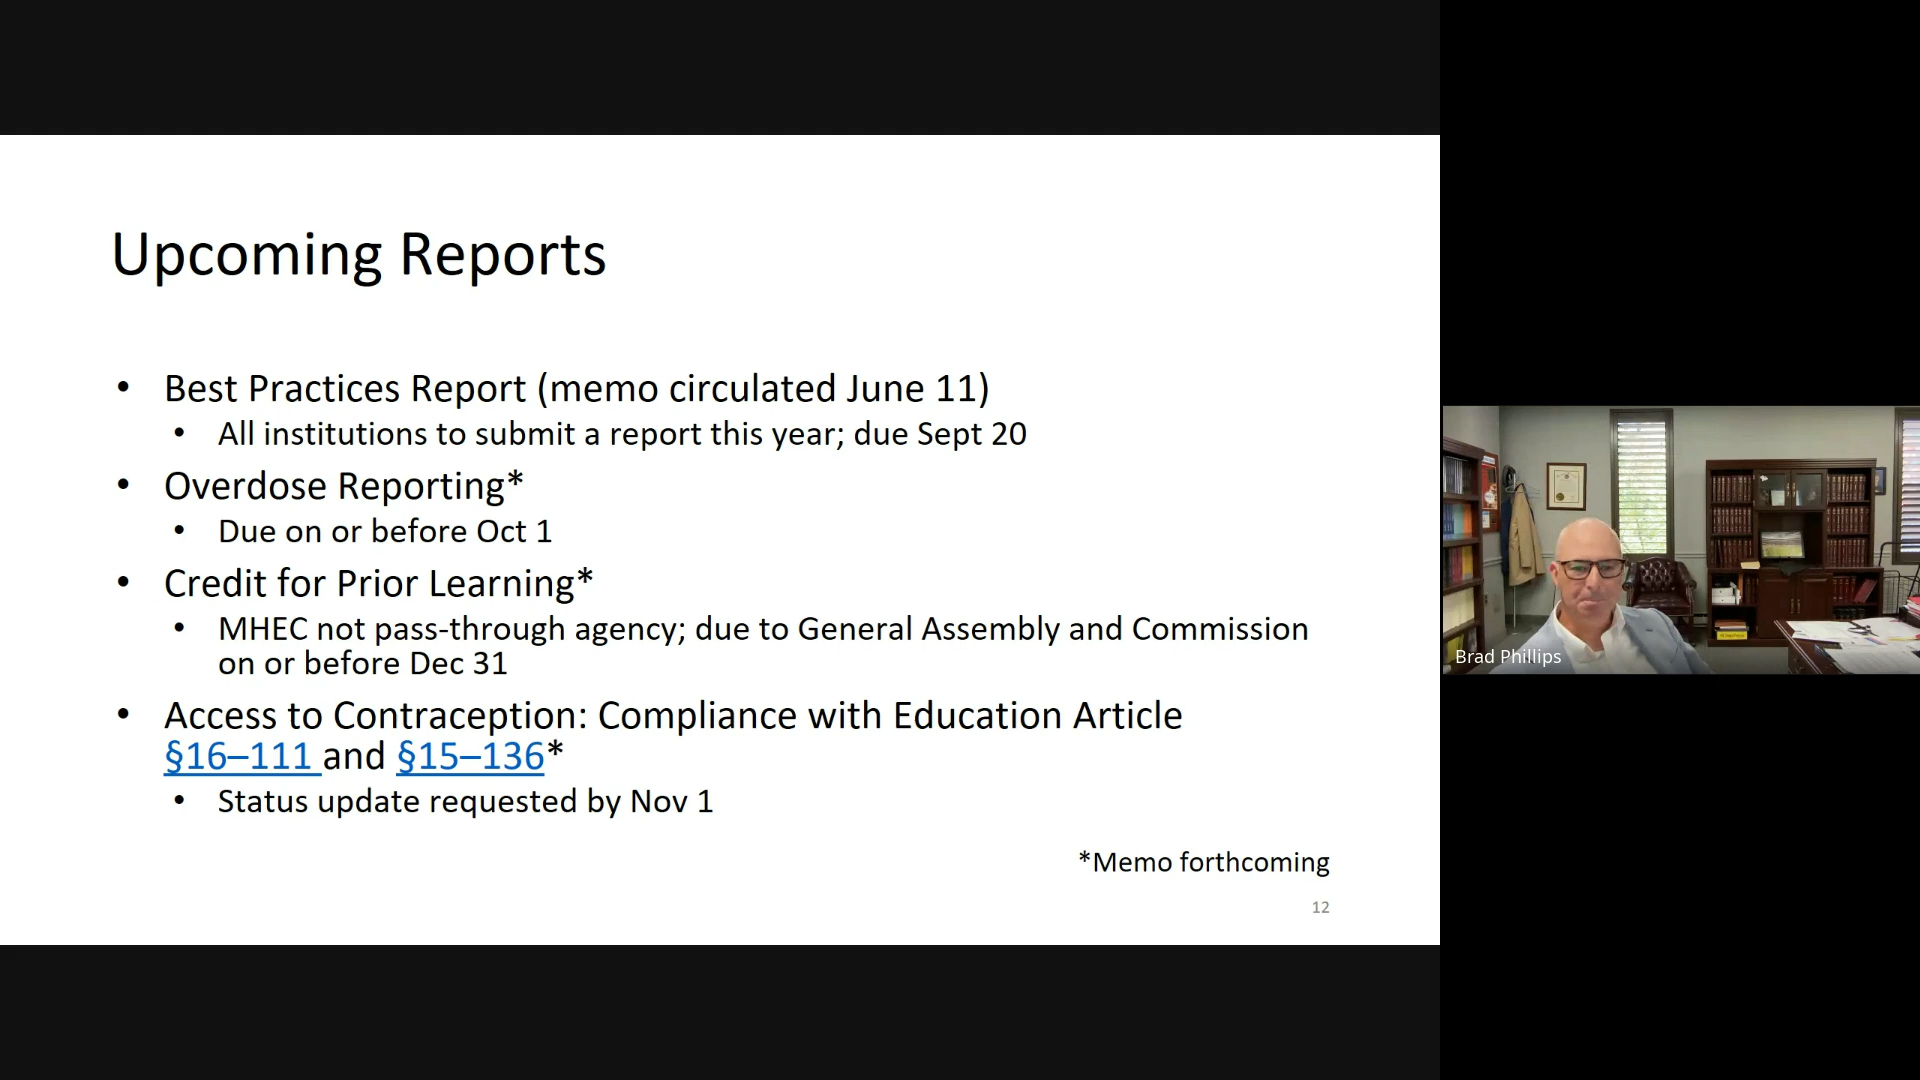 Upcoming Reports
• Best Practices Report (memo circulated June 11)
• All institutions to submit a report this year; due Sept 20
• Overdose Reporting*
• Due on or before Oct 1
• Credit for Prior Learning*
• MHEC not pass-through agency; due to General Assembly and Commission
on or before Dec 31
• Access to Contraception: Compliance with Education Article
§16–111 and §15–136*
• Status update requested by Nov 1
*Memo forthcoming
12
Brad Phillips